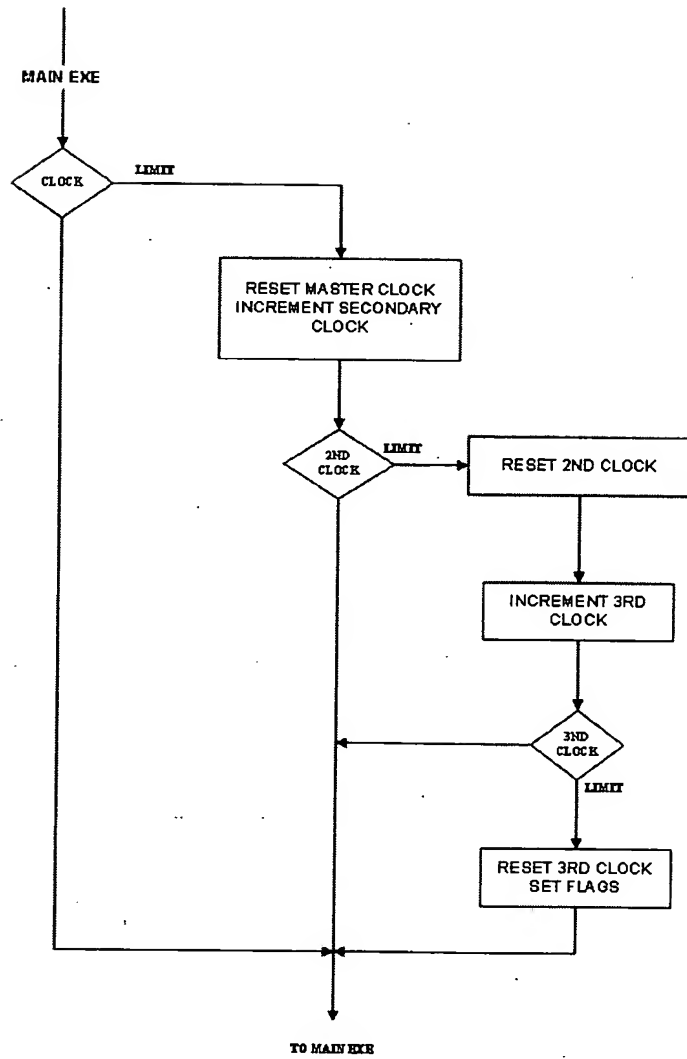 MAIN EXE
CLOCK
LIMIT
RESET MASTER CLOCK
INCREMENT SECONDARY
CLOCK
2ND
CLOCK
LIMIT
RESET 2ND CLOCK
INCREMENT 3RD
CLOCK
3ND
CLOCK
LIMIT
RESET 3RD CLOCK
SET FLAGS
TO MAIN EXE